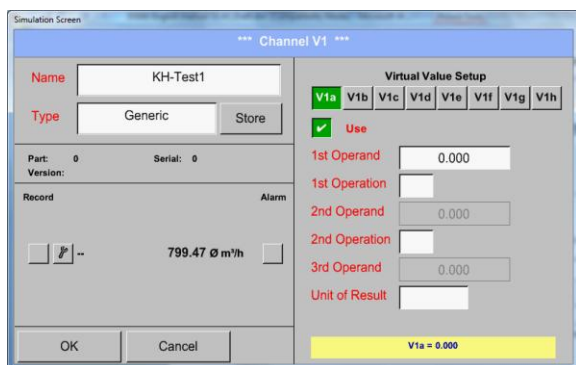 Simulation Screen
*** Channel V1 ***
Name
KH-Test1
Type
Generic
Store
Part: 0 Serial: 0
Version:
Record Alarm
-- 799.47 Ø m³/h
OK
Cancel
Virtual Value Setup
V1a V1b V1c V1d V1e V1f V1g V1h
Use
1st Operand 0.000
1st Operation
2nd Operand 0.000
2nd Operation
3rd Operand 0.000
Unit of Result
V1a = 0.000